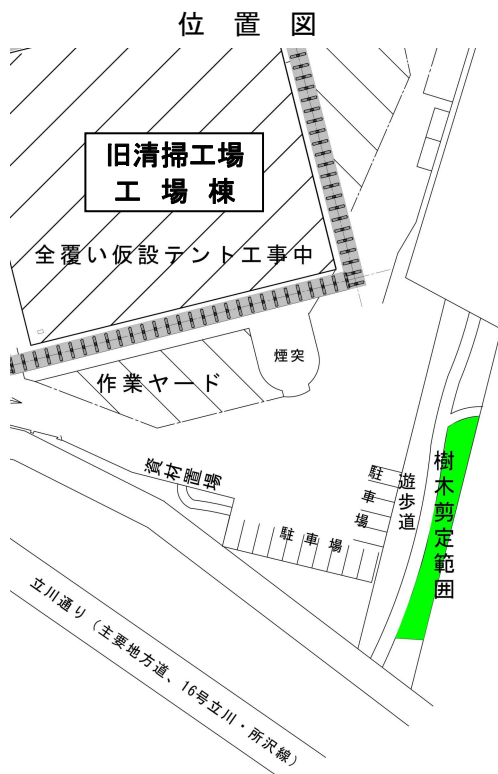 位置図
旧清掃工場
工場棟
全覆い仮設テント工事中
煙突
作業ヤード
資材置場
駐車場
駐車場
遊歩道
樹木剪定範囲
立川通り（主要地方道、16号立川・所沢線）